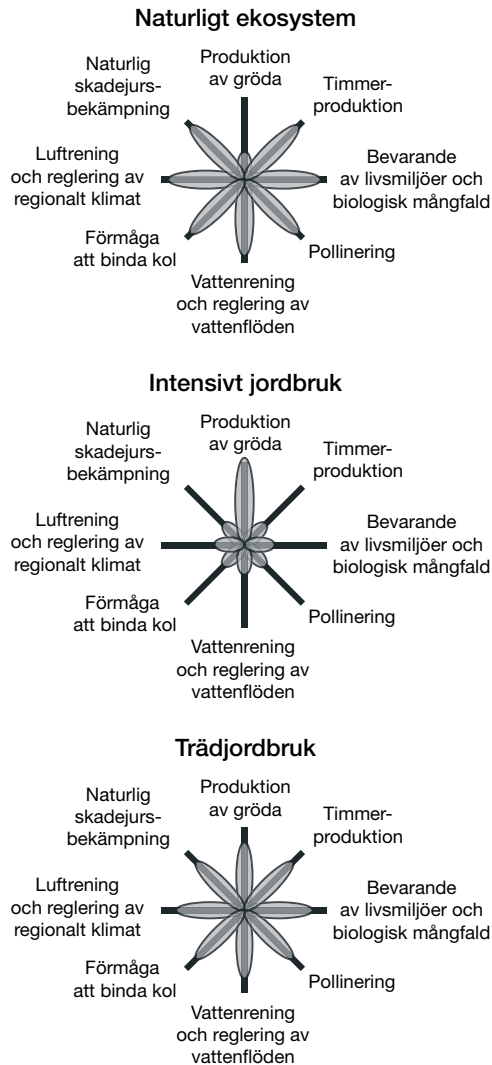 Naturligt ekosystem
Produktion
av gröda
Naturlig
skadejurs-
bekämpning
Timmer-
produktion
Luftrening
och reglering av
regionalt klimat
Bevarande
av livsmiljöer och
biologisk mångfald
Förmåga
att binda kol
Pollinering
Vattenrening
och reglering av
vattenflöden
Intensivt jordbruk
Produktion
av gröda
Naturlig
skadejurs-
bekämpning
Timmer-
produktion
Luftrening
och reglering av
regionalt klimat
Bevarande
av livsmiljöer och
biologisk mångfald
Förmåga
att binda kol
Pollinering
Vattenrening
och reglering av
vattenflöden
Trädjordbruk
Produktion
av gröda
Naturlig
skadejurs-
bekämpning
Timmer-
produktion
Luftrening
och reglering av
regionalt klimat
Bevarande
av livsmiljöer och
biologisk mångfald
Förmåga
att binda kol
Pollinering
Vattenrening
och reglering av
vattenflöden